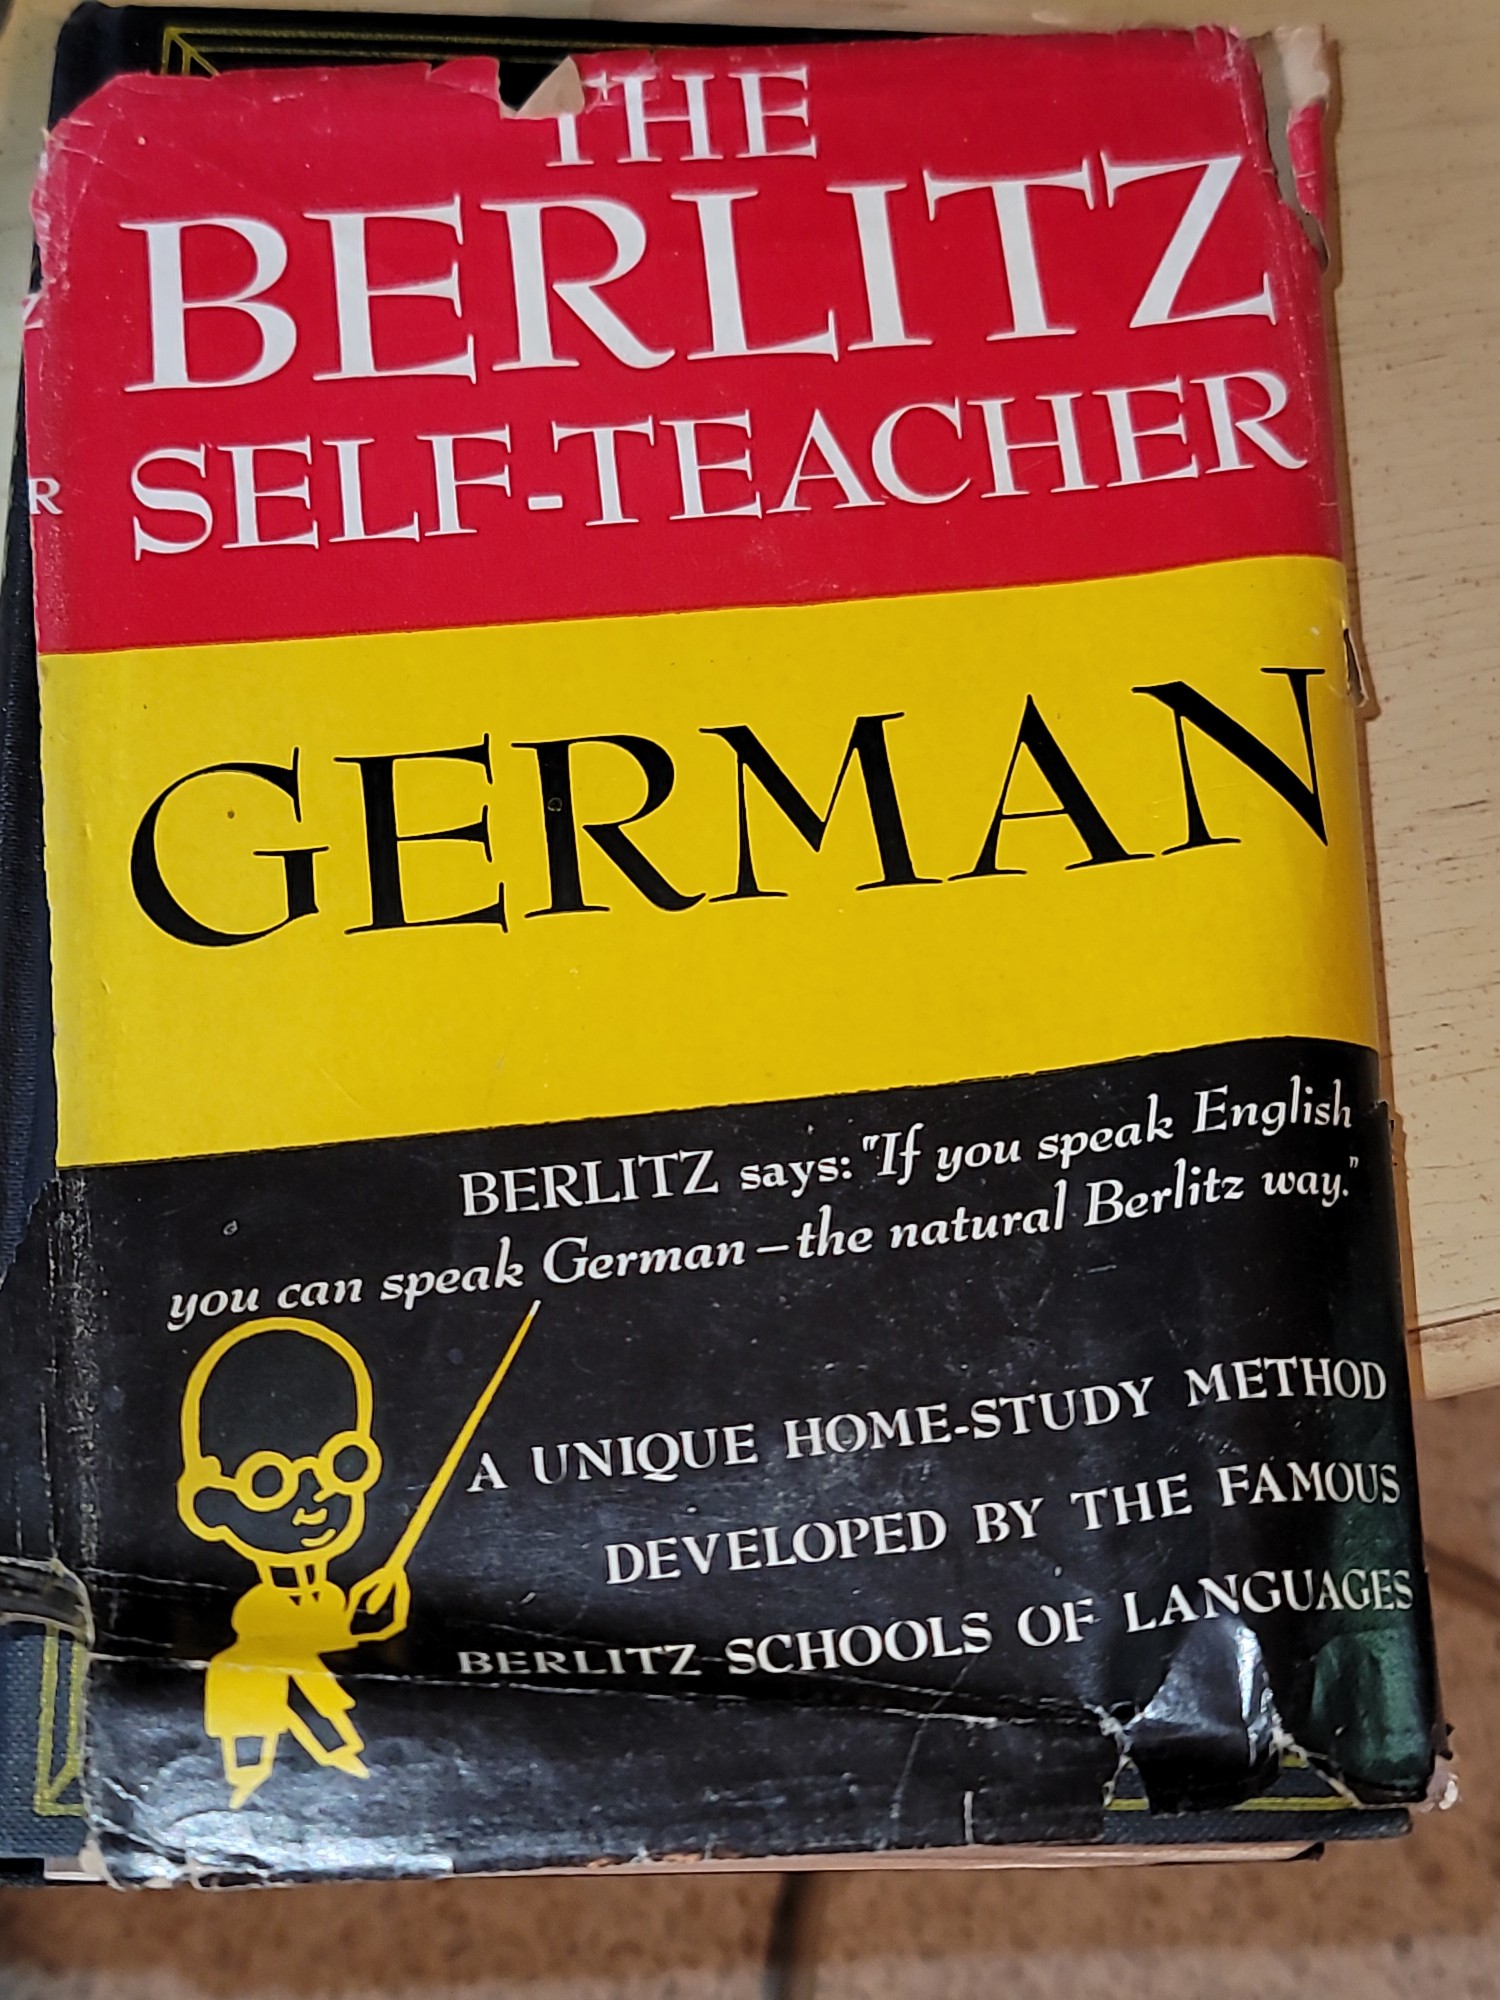 THE
BERLITZ
SELF-TEACHER
GERMAN
BERLITZ says: "If you speak English
you can speak German – the natural Berlitz way."
A UNIQUE HOME-STUDY METHOD
DEVELOPED BY THE FAMOUS
BERLITZ SCHOOLS OF LANGUAGES
Z
R